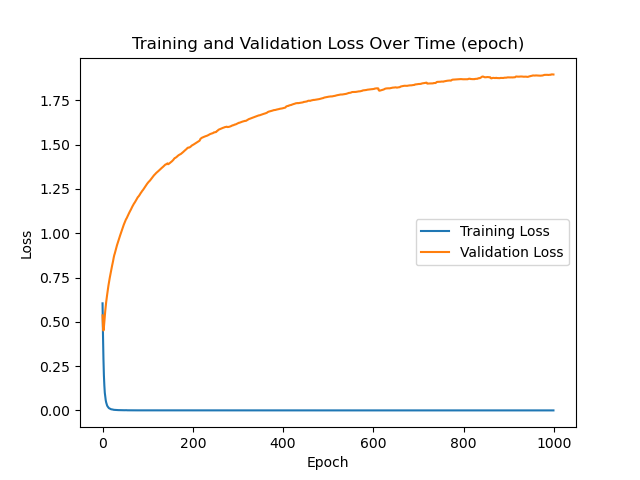 Training and Validation Loss Over Time (epoch)
Loss
1.75
1.50
1.25
1.00
0.75
0.50
0.25
0.00
Training Loss
Validation Loss
0 200 400 600 800 1000
Epoch